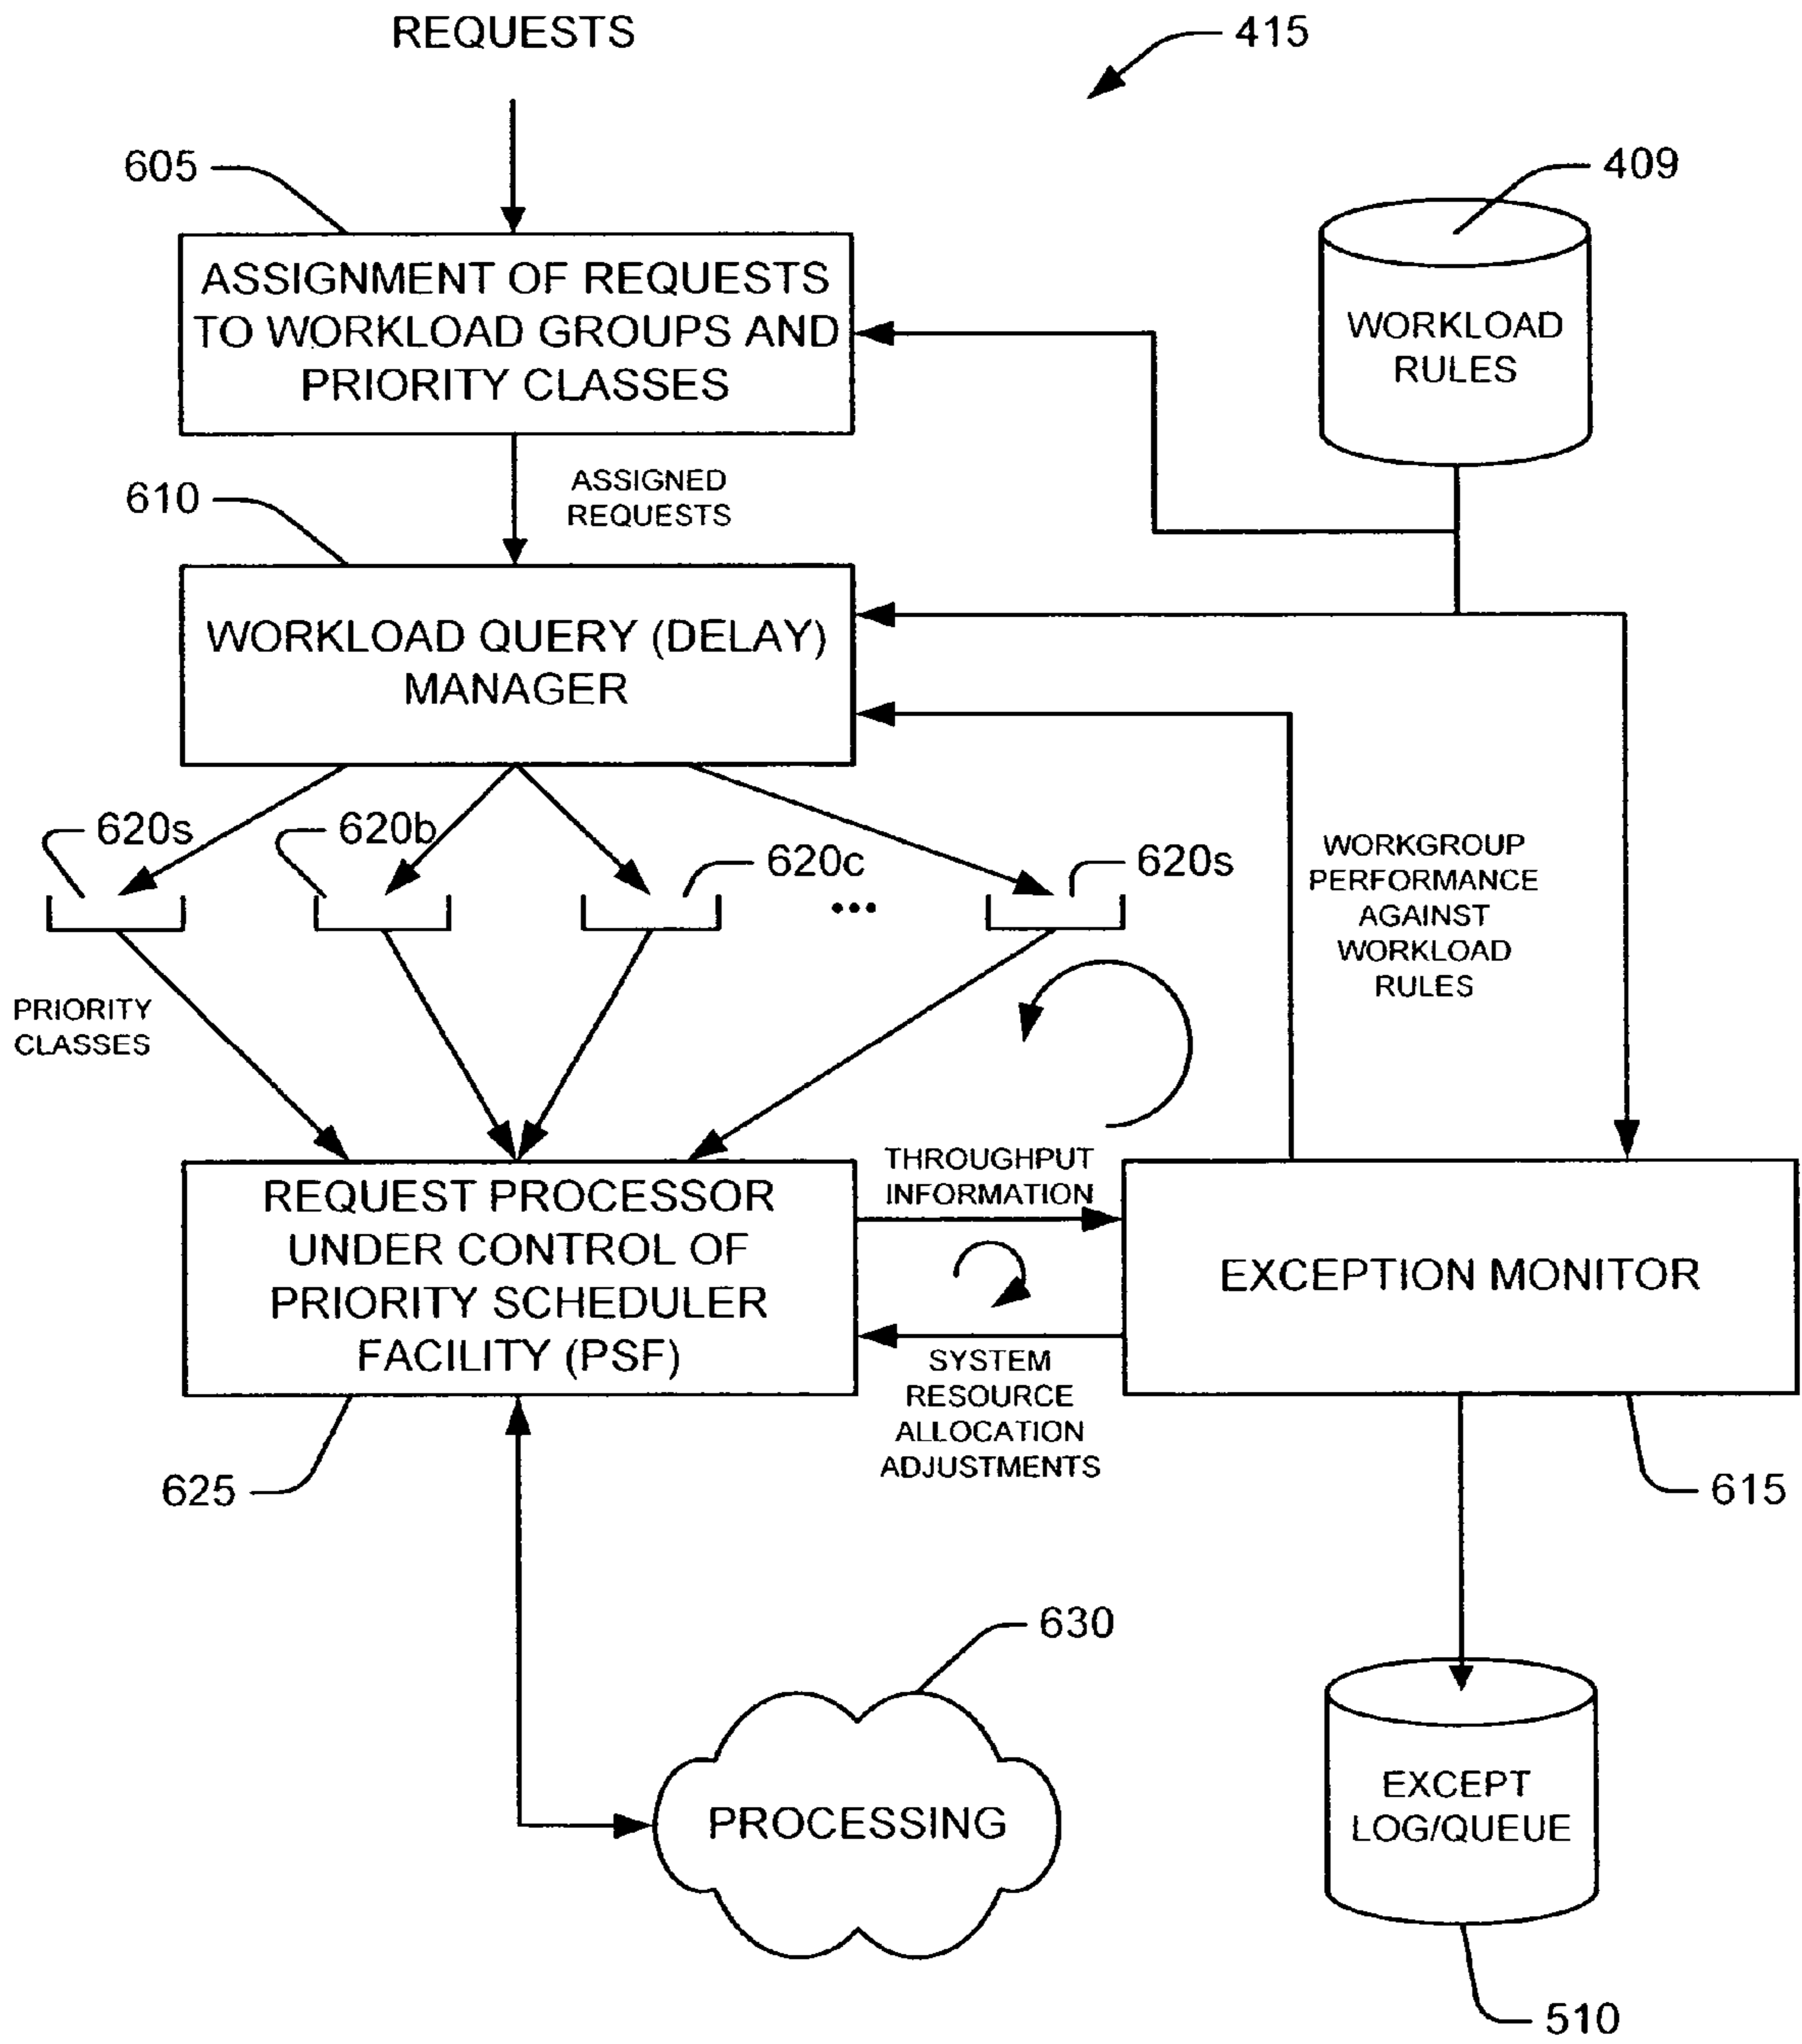 REQUESTS
415
605
409
ASSIGNMENT OF REQUESTS
TO WORKLOAD GROUPS AND
PRIORITY CLASSES
WORKLOAD
RULES
610
ASSIGNED
REQUESTS
WORKLOAD QUERY (DELAY)
MANAGER
620s
620b
620c
...
620s
WORKGROUP
PERFORMANCE
AGAINST
WORKLOAD
RULES
PRIORITY
CLASSES
THROUGHPUT
INFORMATION
REQUEST PROCESSOR
UNDER CONTROL OF
PRIORITY SCHEDULER
FACILITY (PSF)
EXCEPTION MONITOR
SYSTEM
RESOURCE
ALLOCATION
ADJUSTMENTS
625
615
630
PROCESSING
EXCEPT
LOG/QUEUE
510